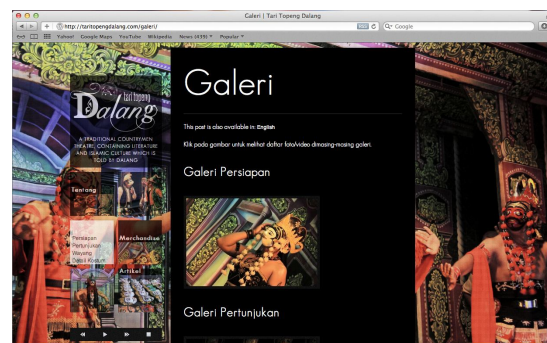 Galeri | Tari Topeng Dalang
http://taritopengdalang.com/galeri/
Google
Yahoo! Google Maps YouTube Wikipedia News (439) Popular
tari topeng
Dalang
A TRADITIONAL COUNTRYMEN
THEATRE, CONTAINING LITERATURE
AND ISLAMIC CULTURE WHICH IS
TOLD BY DALANG
Tentang
Persiapan
Pertunjukan
Wayang
Detail Kostum
Merchandise
Artikel
Galeri
This post is also available in: English
Klik pada gambar untuk melihat daftar foto/video dimasing-masing galeri.
Galeri Persiapan
Galeri Pertunjukan